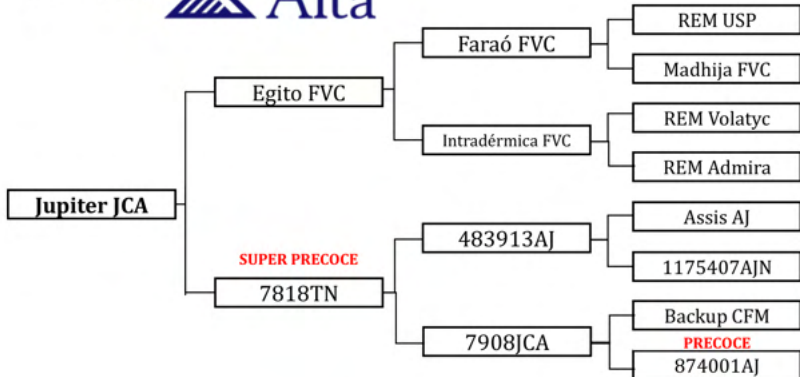 Alta
REM USP
Faraó FVC
Madhija FVC
Egito FVC
REM Volatyc
Intradérmica FVC
REM Admira
Jupiter JCA
Assis AJ
483913AJ
SUPER PRECOCE
1175407AJN
7818TN
Backup CFM
7908JCA
PRECOCE
874001AJ